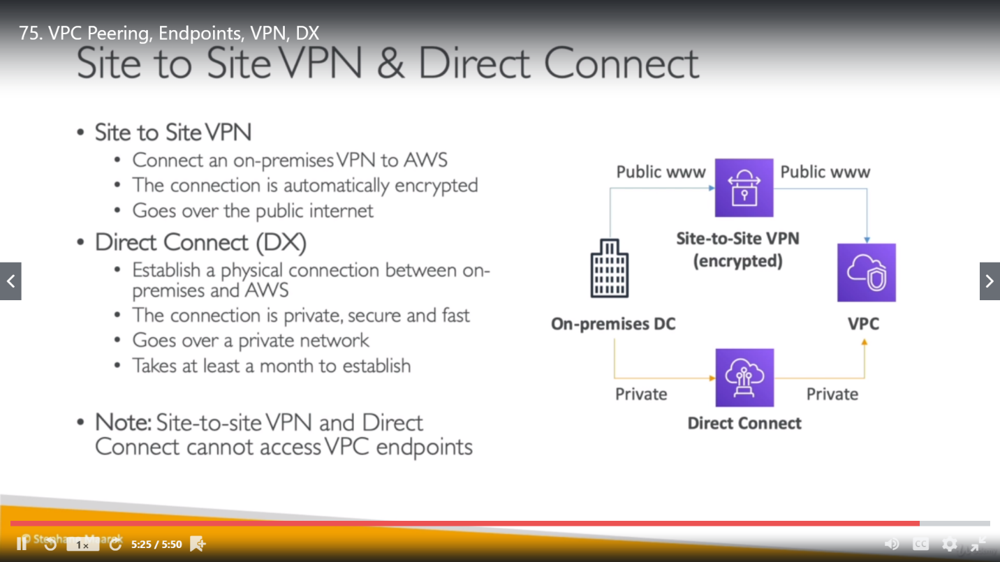 75. VPC Peering, Endpoints, VPN, DX
Site to Site VPN & Direct Connect
• Site to Site VPN
• Connect an on-premises VPN to AWS
• The connection is automatically encrypted
• Goes over the public internet
• Direct Connect (DX)
• Establish a physical connection between on-
premises and AWS
• The connection is private, secure and fast
• Goes over a private network
• Takes at least a month to establish
• Note: Site-to-site VPN and Direct
Connect cannot access VPC endpoints
Public www
Public www
Site-to-Site VPN
(encrypted)
On-premises DC
VPC
Private
Private
Direct Connect
© Stephane Maarek
1x
5:25 / 5:50
CC